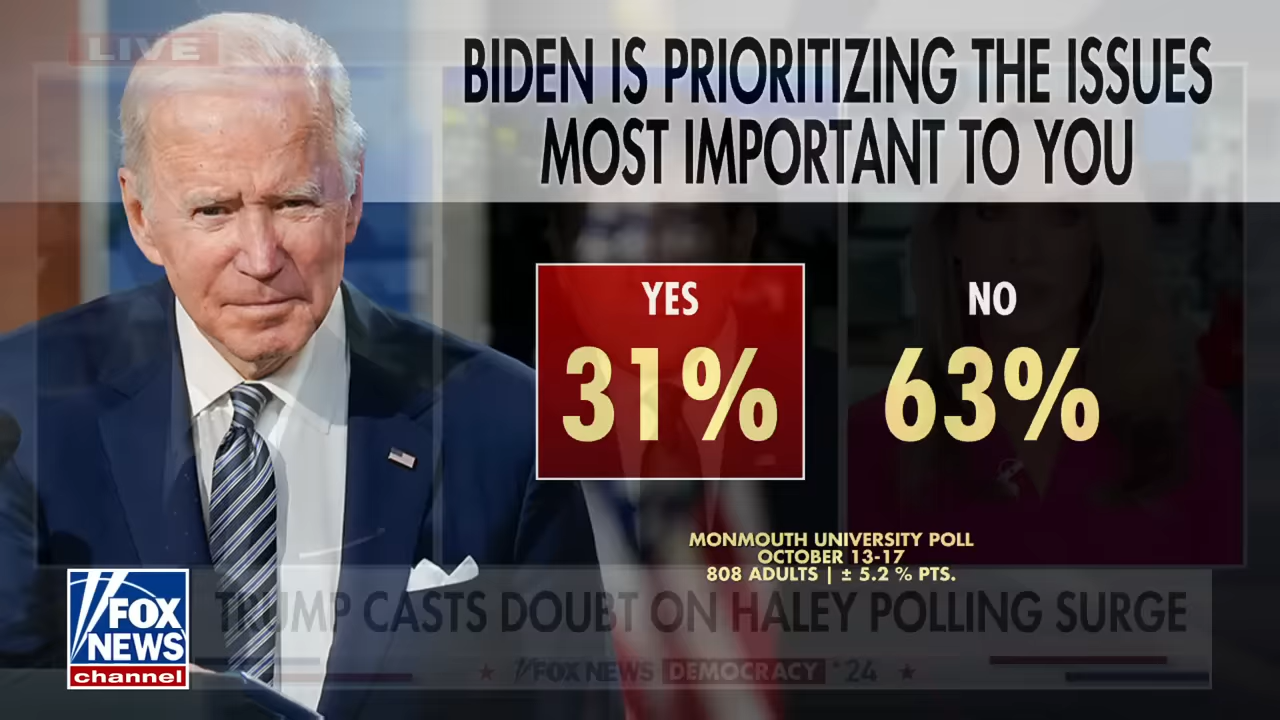 LIVE
BIDEN IS PRIORITIZING THE ISSUES
MOST IMPORTANT TO YOU
YES
NO
31%
63%
MONMOUTH UNIVERSITY POLL
OCTOBER 13-17
808 ADULTS | ± 5.2 % PTS.
FOX
NEWS
channel
TRUMP CASTS DOUBT ON HALEY POLLING SURGE
FOX NEWS DEMOCRACY '24